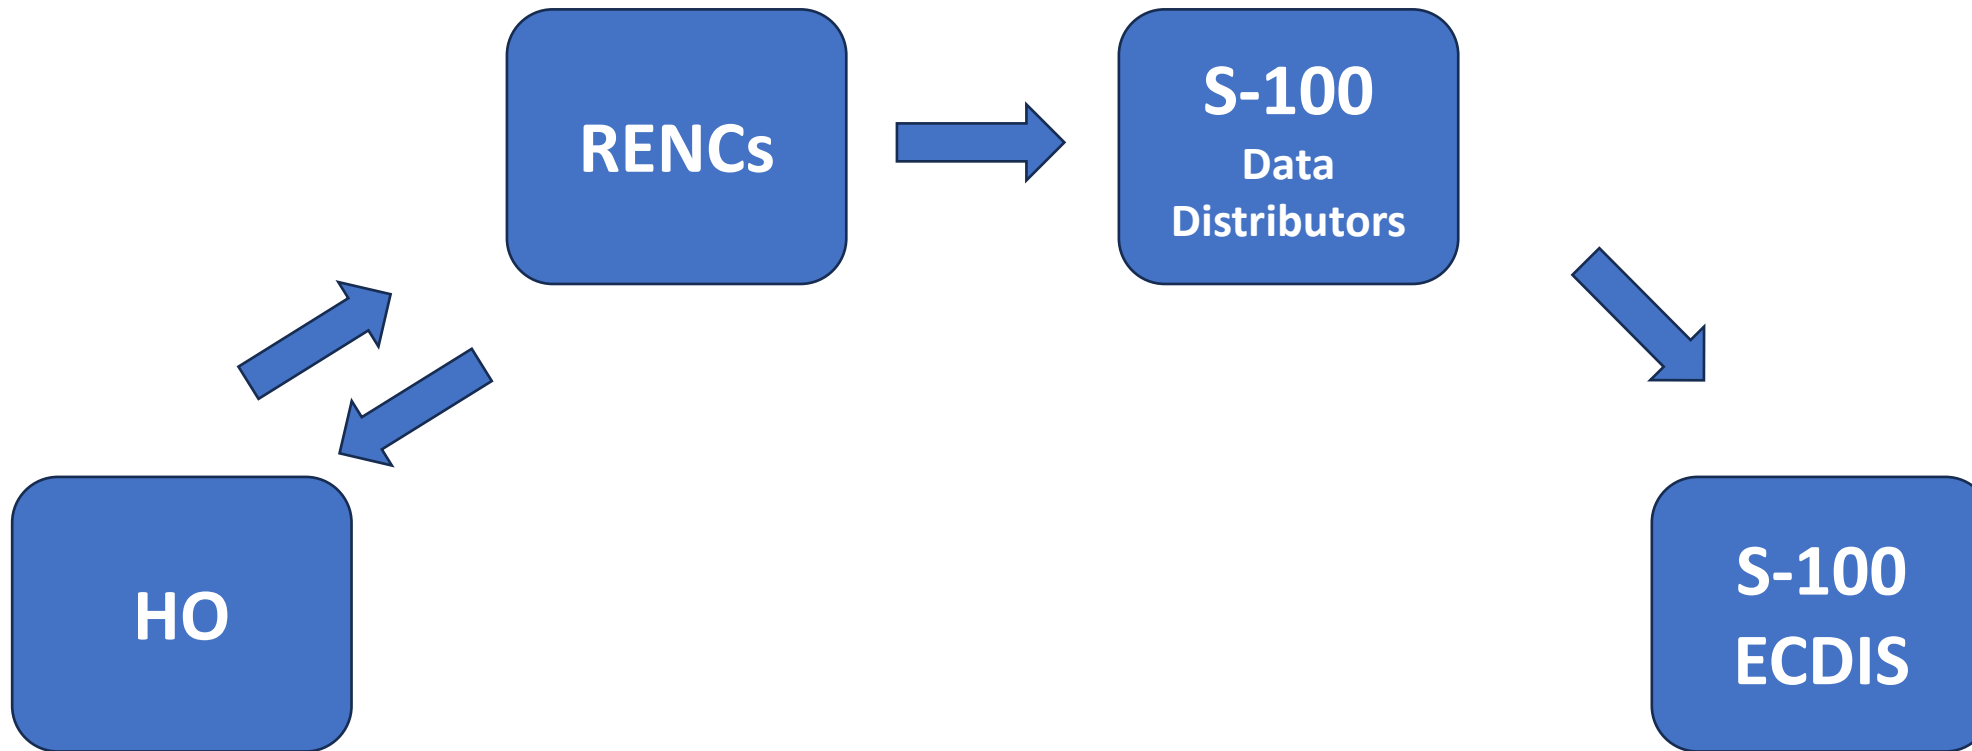 RENCs
S-100
Data
Distributors
HO
S-100
ECDIS